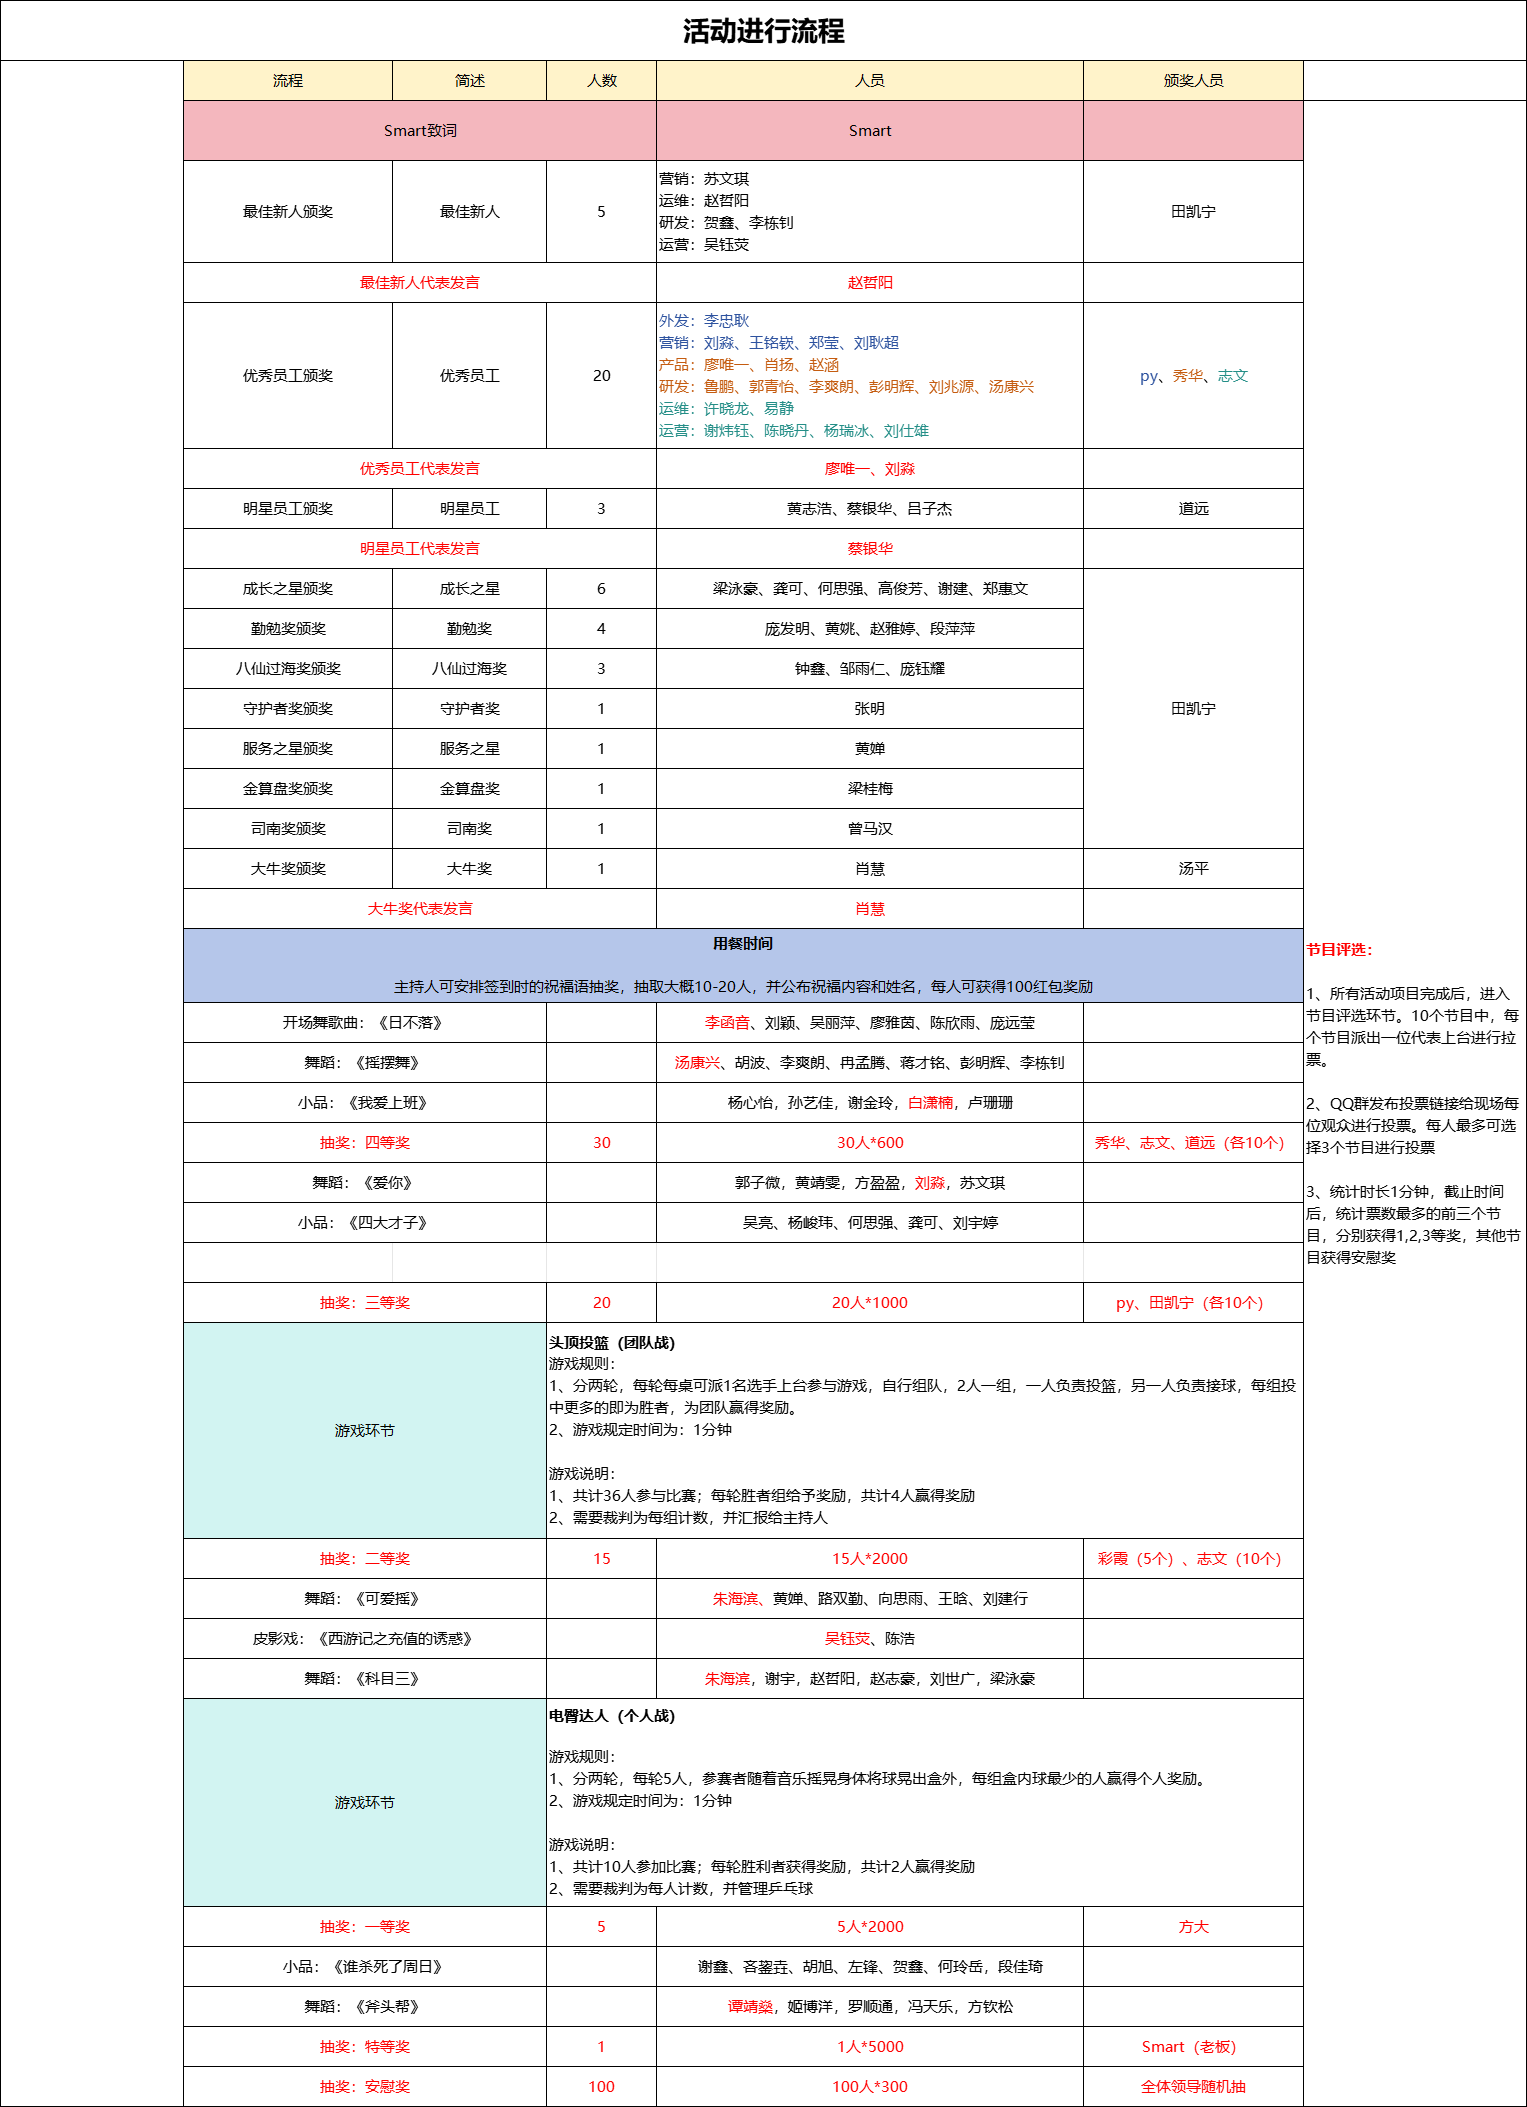 活动进行流程
流程 简述 人数 人员 颁奖人员
Smart致词 Smart
最佳新人颁奖 最佳新人 5
营销：苏文琪
运维：赵哲阳
研发：贺鑫、李栋钊
运营：吴钰荧
田凯宁
最佳新人代表发言 赵哲阳
优秀员工颁奖 优秀员工 20
外发：李忠耿
营销：刘淼、王铭嵚、郑莹、刘耿超
产品：廖唯一、肖扬、赵涵
研发：鲁鹏、郭青怡、李爽朗、彭明辉、刘兆源、汤康兴
运维：许晓龙、易静
运营：谢炜钰、陈晓丹、杨瑞冰、刘仕雄
py、秀华、志文
优秀员工代表发言 廖唯一、刘淼
明星员工颁奖 明星员工 3 黄志浩、蔡银华、吕子杰 道远
明星员工代表发言 蔡银华
成长之星颁奖 成长之星 6 梁泳豪、龚可、何思强、高俊芳、谢建、郑惠文
勤勉奖颁奖 勤勉奖 4 庞发明、黄姚、赵雅婷、段萍萍
八仙过海奖颁奖 八仙过海奖 3 钟鑫、邹雨仁、庞钰耀
守护者奖颁奖 守护者奖 1 张明 田凯宁
服务之星颁奖 服务之星 1 黄婵
金算盘奖颁奖 金算盘奖 1 梁桂梅
司南奖颁奖 司南奖 1 曾马汉
大牛奖颁奖 大牛奖 1 肖慧 汤平
大牛奖代表发言 肖慧
用餐时间
主持人可安排签到时的祝福语抽奖，抽取大概10-20人，并公布祝福内容和姓名，每人可获得100红包奖励
开场舞歌曲：《日不落》 李函音、刘颖、吴丽萍、廖雅茵、陈欣雨、庞远莹
舞蹈：《摇摆舞》 汤康兴、胡波、李爽朗、冉孟腾、蒋才铭、彭明辉、李栋钊
小品：《我爱上班》 杨心怡，孙艺佳，谢金玲，白潇楠，卢珊珊
抽奖：四等奖 30 30人*600 秀华、志文、道远（各10个）
舞蹈：《爱你》 郭子微，黄靖雯，方盈盈，刘淼，苏文琪
小品：《四大才子》 吴亮、杨峻玮、何思强、龚可、刘宇婷
抽奖：三等奖 20 20人*1000 py、田凯宁（各10个）
节目评选：
1、所有活动项目完成后，进入
节目评选环节。10个节目中，每
个节目派出一位代表上台进行拉
票。
2、QQ群发布投票链接给现场每
位观众进行投票。每人最多可选
择3个节目进行投票
3、统计时长1分钟，截止时间
后，统计票数最多的前三个节
目，分别获得1,2,3等奖，其他节
目获得安慰奖
游戏环节
头顶投篮（团队战）
游戏规则：
1、分两轮，每轮每桌可派1名选手上台参与游戏，自行组队，2人一组，一人负责投篮，另一人负责接球，每组投
中更多的即为胜者，为团队赢得奖励。
2、游戏规定时间为：1分钟
游戏说明：
1、共计36人参与比赛；每轮胜者组给予奖励，共计4人赢得奖励
2、需要裁判为每组计数，并汇报给主持人
抽奖：二等奖 15 15人*2000 彩霞（5个）、志文（10个）
舞蹈：《可爱摇》 朱海滨、黄婵、路双勤、向思雨、王晗、刘建行
皮影戏：《西游记之充值的诱惑》 吴钰荧、陈浩
舞蹈：《科目三》 朱海滨，谢宇，赵哲阳，赵志豪，刘世广，梁泳豪
游戏环节
电臀达人（个人战）
游戏规则：
1、分两轮，每轮5人，参赛者随着音乐摇晃身体将球晃出盒外，每组盒内球最少的人赢得个人奖励。
2、游戏规定时间为：1分钟
游戏说明：
1、共计10人参加比赛；每轮胜利者获得奖励，共计2人赢得奖励
2、需要裁判为每人计数，并管理乒乓球
抽奖：一等奖 5 5人*2000 方大
小品：《谁杀死了周日》 谢鑫、吝鋆垚、胡旭、左锋、贺鑫、何玲岳，段佳琦
舞蹈：《斧头帮》 谭靖燊，姬博洋，罗顺通，冯天乐，方钦松
抽奖：特等奖 1 1人*5000 Smart（老板）
抽奖：安慰奖 100 100人*300 全体领导随机抽